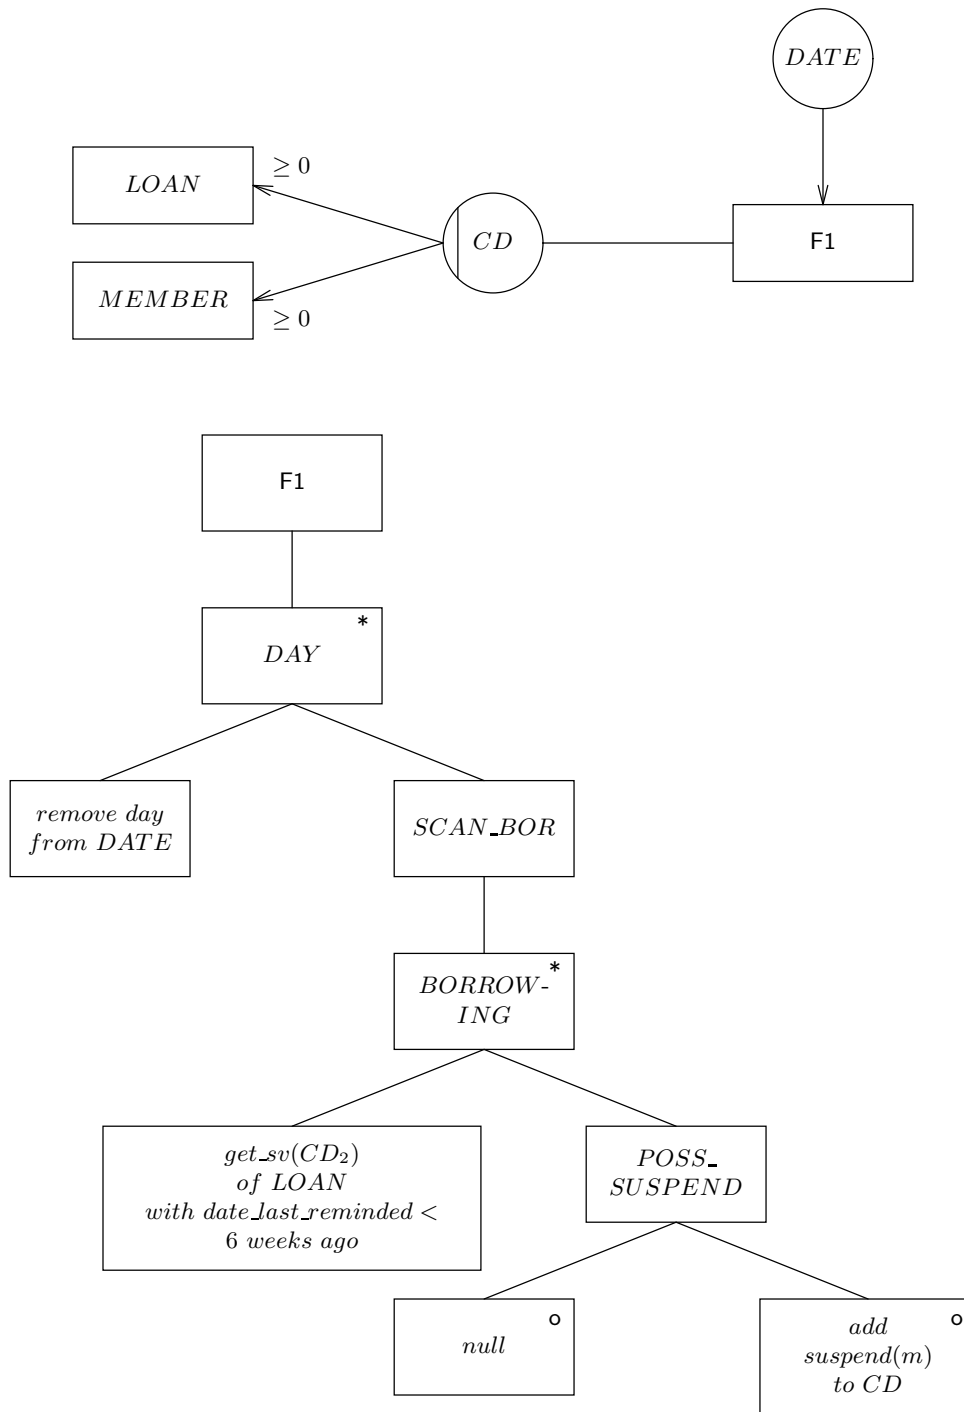 DATE
≥ 0
LOAN
CD
F1
MEMBER
≥ 0
F1
*
DAY
remove day
from DATE
SCAN_BOR
*
BORROW-
ING
get_sv(CD₂)
of LOAN
with date_last_reminded <
6 weeks ago
POSS_
SUSPEND
o
null
o
add
suspend(m)
to CD